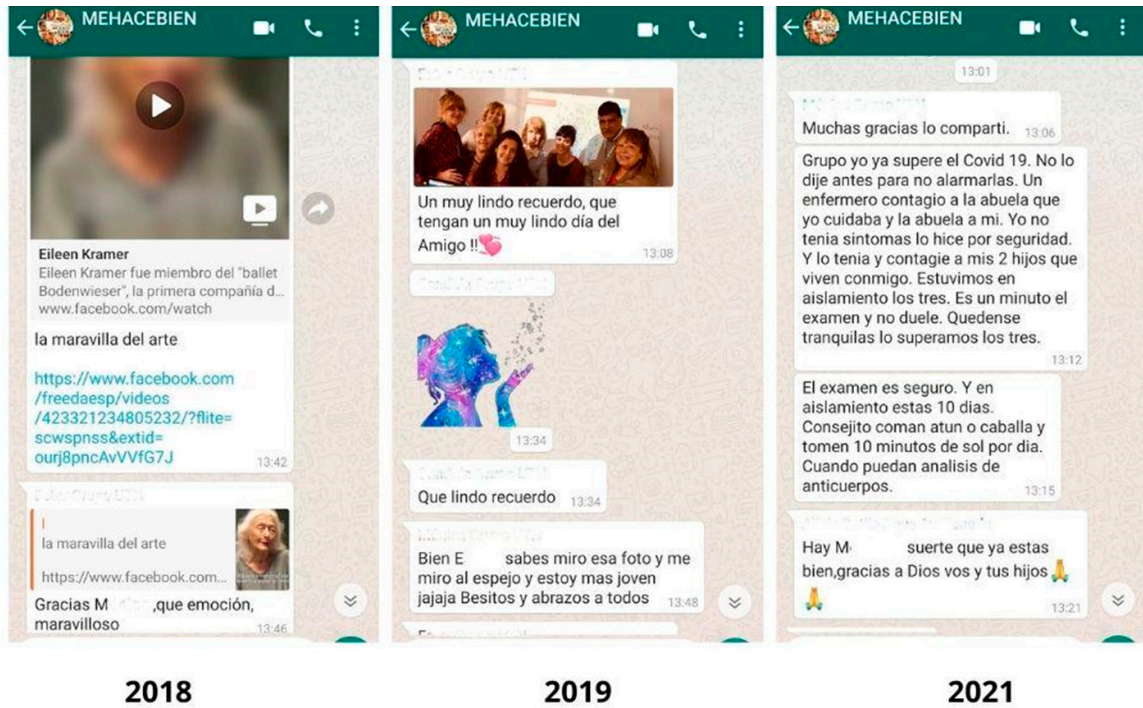 MEHACEBIEN
Eileen Kramer
Eileen Kramer fue miembro del "ballet
Bodenwieser", la primera compañía d...
www.facebook.com/watch
la maravilla del arte
https://www.facebook.com
/freedaesp/videos
/423321234805232/?flite=
scwspnss&extid=
ourj8pncAvVVfG7J
13:42
la maravilla del arte
https://www.facebook.com...
Gracias M ,que emoción,
maravilloso
13:46
2018
MEHACEBIEN
Un muy lindo recuerdo, que
tengan un muy lindo día del
Amigo !!💞
13:08
13:34
Que lindo recuerdo 13:34
Bien E sabes miro esa foto y me
miro al espejo y estoy mas joven
jajaja Besitos y abrazos a todos 13:48
2019
MEHACEBIEN
13:01
Muchas gracias lo comparti. 13:06
Grupo yo ya supere el Covid 19. No lo
dije antes para no alarmarlas. Un
enfermero contagio a la abuela que
yo cuidaba y la abuela a mi. Yo no
tenia sintomas lo hice por seguridad.
Y lo tenia y contagie a mis 2 hijos que
viven conmigo. Estuvimos en
aislamiento los tres. Es un minuto el
examen y no duele. Quedense
tranquilas lo superamos los tres.
13:12
El examen es seguro. Y en
aislamiento estas 10 dias.
Consejito coman atun o caballa y
tomen 10 minutos de sol por dia.
Cuando puedan analisis de
anticuerpos.
13:15
Hay M suerte que ya estas
bien,gracias a Dios vos y tus hijos🙏
🙏
13:21
2021